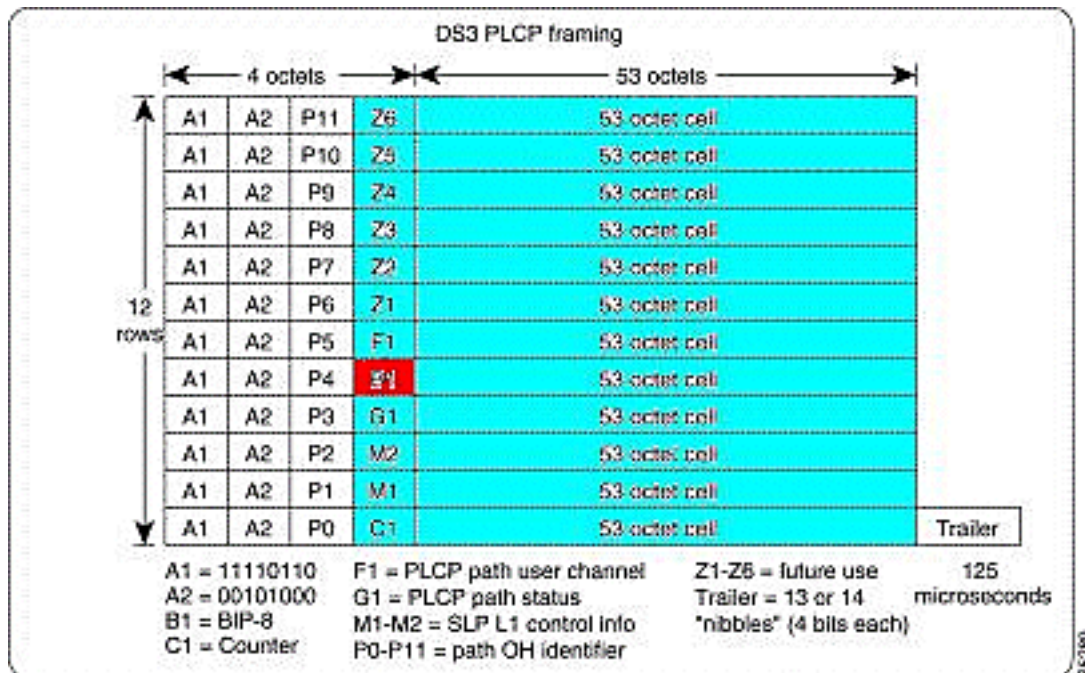 DS3 PLCP framing
4 octets 53 octets
A1 A2 P11 Z6 53 octet cell
A1 A2 P10 Z5 53 octet cell
A1 A2 P9 Z4 53 octet cell
A1 A2 P8 Z3 53 octet cell
A1 A2 P7 Z2 53 octet cell
12 rows
A1 A2 P6 Z1 53 octet cell
A1 A2 P5 F1 53 octet cell
A1 A2 P4 B1 53 octet cell
A1 A2 P3 G1 53 octet cell
A1 A2 P2 M2 53 octet cell
A1 A2 P1 M1 53 octet cell
A1 A2 P0 C1 53 octet cell Trailer
A1 = 11110110
A2 = 00101000
B1 = BIP-8
C1 = Counter
F1 = PLCP path user channel
G1 = PLCP path status
M1-M2 = SLP L1 control info
P0-P11 = path OH identifier
Z1-Z6 = future use
Trailer = 13 or 14
"nibbles" (4 bits each)
125
microseconds